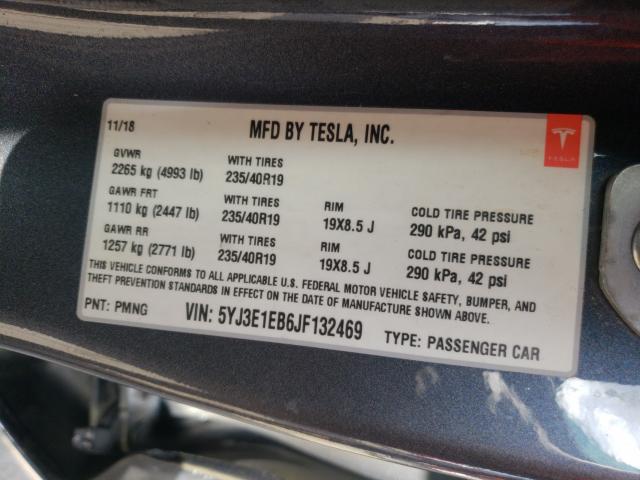 11/18 MFD BY TESLA, INC.
TESLA
GVWR WITH TIRES
2265 kg (4993 lb) 235/40R19
GAWR FRT WITH TIRES RIM COLD TIRE PRESSURE
1110 kg (2447 lb) 235/40R19 19X8.5 J 290 kPa, 42 psi
GAWR RR WITH TIRES RIM COLD TIRE PRESSURE
1257 kg (2771 lb) 235/40R19 19X8.5 J 290 kPa, 42 psi
THIS VEHICLE CONFORMS TO ALL APPLICABLE U.S. FEDERAL MOTOR VEHICLE SAFETY, BUMPER, AND
THEFT PREVENTION STANDARDS IN EFFECT ON THE DATE OF MANUFACTURE SHOWN ABOVE.
PNT: PMNG VIN: 5YJ3E1EB6JF132469 TYPE: PASSENGER CAR